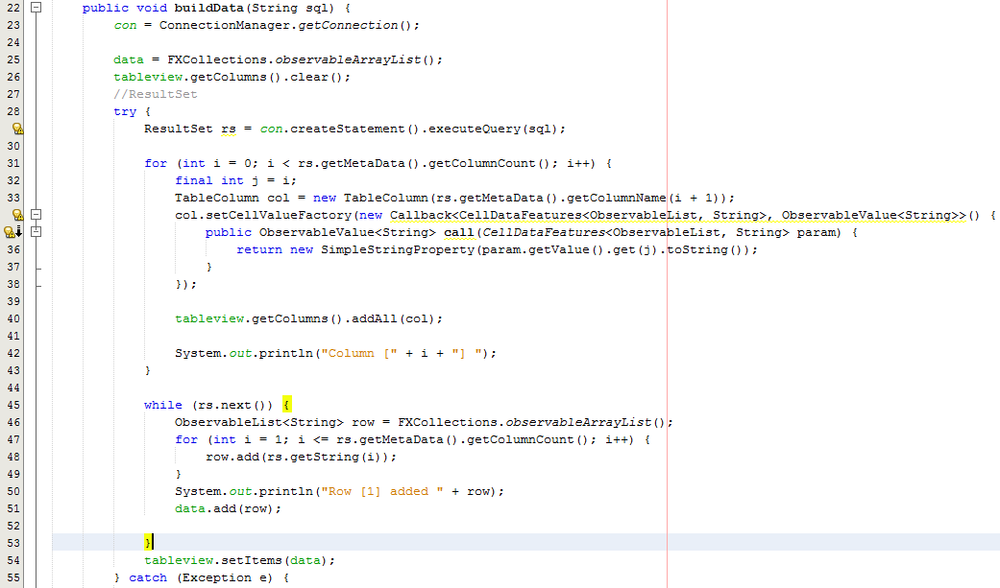 22 public void buildData(String sql) {
23 con = ConnectionManager.getConnection();
24
25 data = FXCollections.observableArrayList();
26 tableview.getColumns().clear();
27 //ResultSet
28 try {
ResultSet rs = con.createStatement().executeQuery(sql);
30
31 for (int i = 0; i < rs.getMetaData().getColumnCount(); i++) {
32 final int j = i;
33 TableColumn col = new TableColumn(rs.getMetaData().getColumnName(i + 1));
col.setCellValueFactory(new Callback<CellDataFeatures<ObservableList, String>, ObservableValue<String>>() {
public ObservableValue<String> call(CellDataFeatures<ObservableList, String> param) {
36 return new SimpleStringProperty(param.getValue().get(j).toString());
37 }
38 });
39
40 tableview.getColumns().addAll(col);
41
42 System.out.println("Column [" + i + "] ");
43 }
44
45 while (rs.next()) {
46 ObservableList<String> row = FXCollections.observableArrayList();
47 for (int i = 1; i <= rs.getMetaData().getColumnCount(); i++) {
48 row.add(rs.getString(i));
49 }
50 System.out.println("Row [1] added " + row);
51 data.add(row);
52
53 }
54 tableview.setItems(data);
55 } catch (Exception e) {